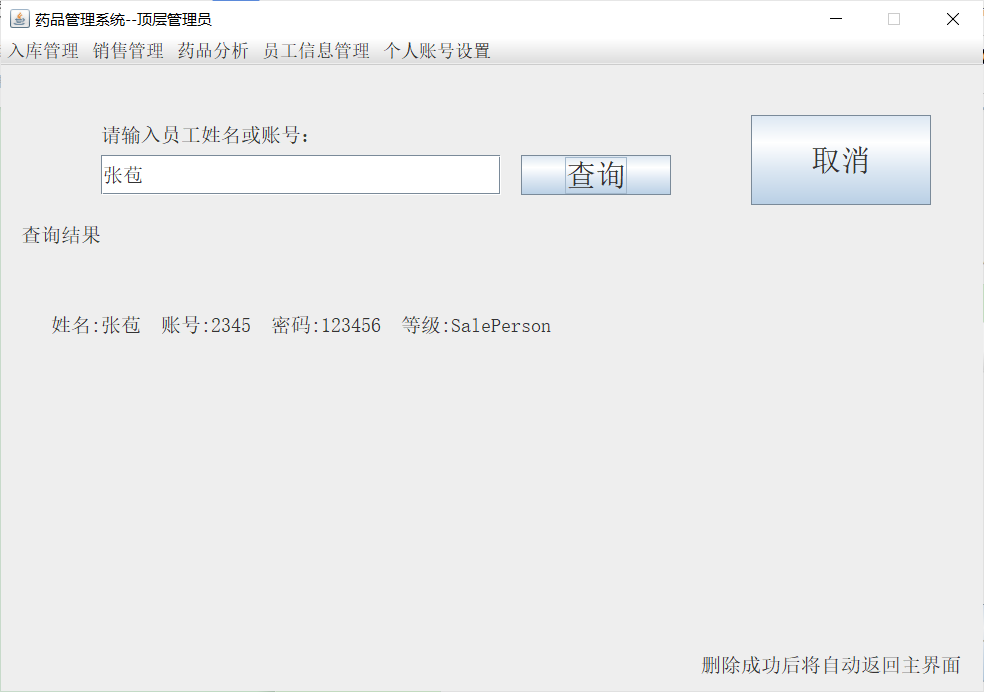 药品管理系统--顶层管理员
入库管理 销售管理 药品分析 员工信息管理 个人账号设置
请输入员工姓名或账号:
张苞
查询
取消
查询结果
姓名:张苞 账号:2345 密码:123456 等级:SalePerson
删除成功后将自动返回主界面